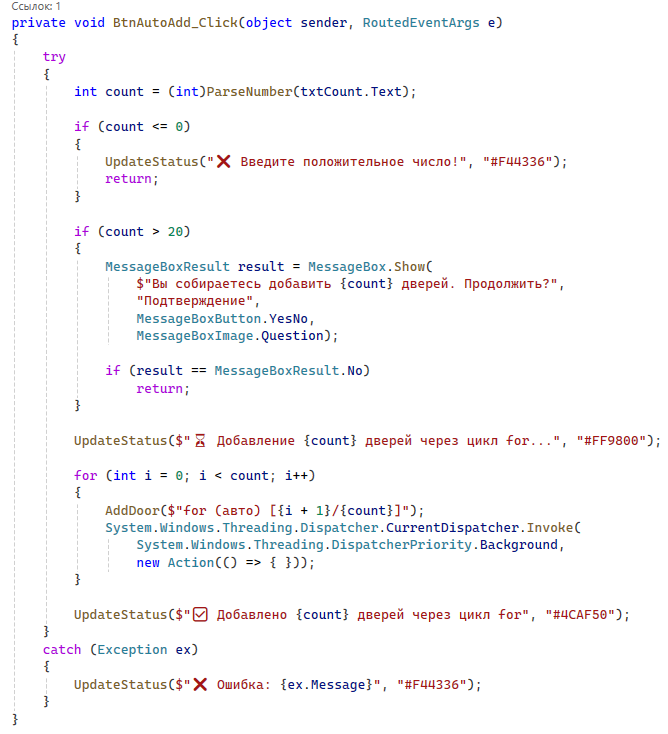 Ссылок: 1
private void BtnAutoAdd_Click(object sender, RoutedEventArgs e)
{
    try
    {
        int count = (int)ParseNumber(txtCount.Text);

        if (count <= 0)
        {
            UpdateStatus("❌ Введите положительное число!", "#F44336");
            return;
        }

        if (count > 20)
        {
            MessageBoxResult result = MessageBox.Show(
                $"Вы собираетесь добавить {count} дверей. Продолжить?",
                "Подтверждение",
                MessageBoxButton.YesNo,
                MessageBoxImage.Question);

            if (result == MessageBoxResult.No)
                return;
        }

        UpdateStatus($"⏳ Добавление {count} дверей через цикл for...", "#FF9800");

        for (int i = 0; i < count; i++)
        {
            AddDoor($"for (авто) [{i + 1}/{count}]");
            System.Windows.Threading.Dispatcher.CurrentDispatcher.Invoke(
                System.Windows.Threading.DispatcherPriority.Background,
                new Action(() => { }));
        }

        UpdateStatus($"✅ Добавлено {count} дверей через цикл for", "#4CAF50");
    }
    catch (Exception ex)
    {
        UpdateStatus($"❌ Ошибка: {ex.Message}", "#F44336");
    }
}